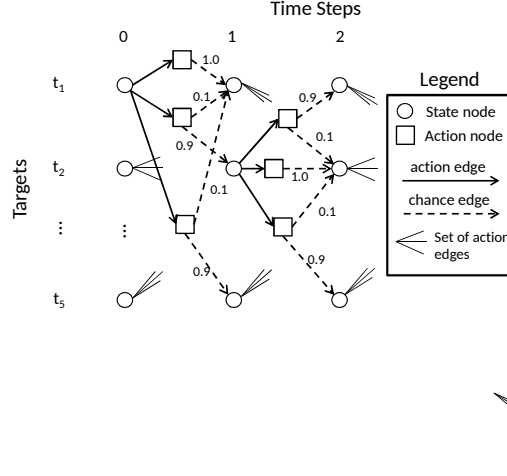 Time Steps
0 1 2
Legend
Targets
t1
t2
...
...
t5
1.0
0.1
0.9
0.1
0.9
0.9
0.1
1.0
0.1
0.9
State node
Action node
action edge
chance edge
Set of action
edges